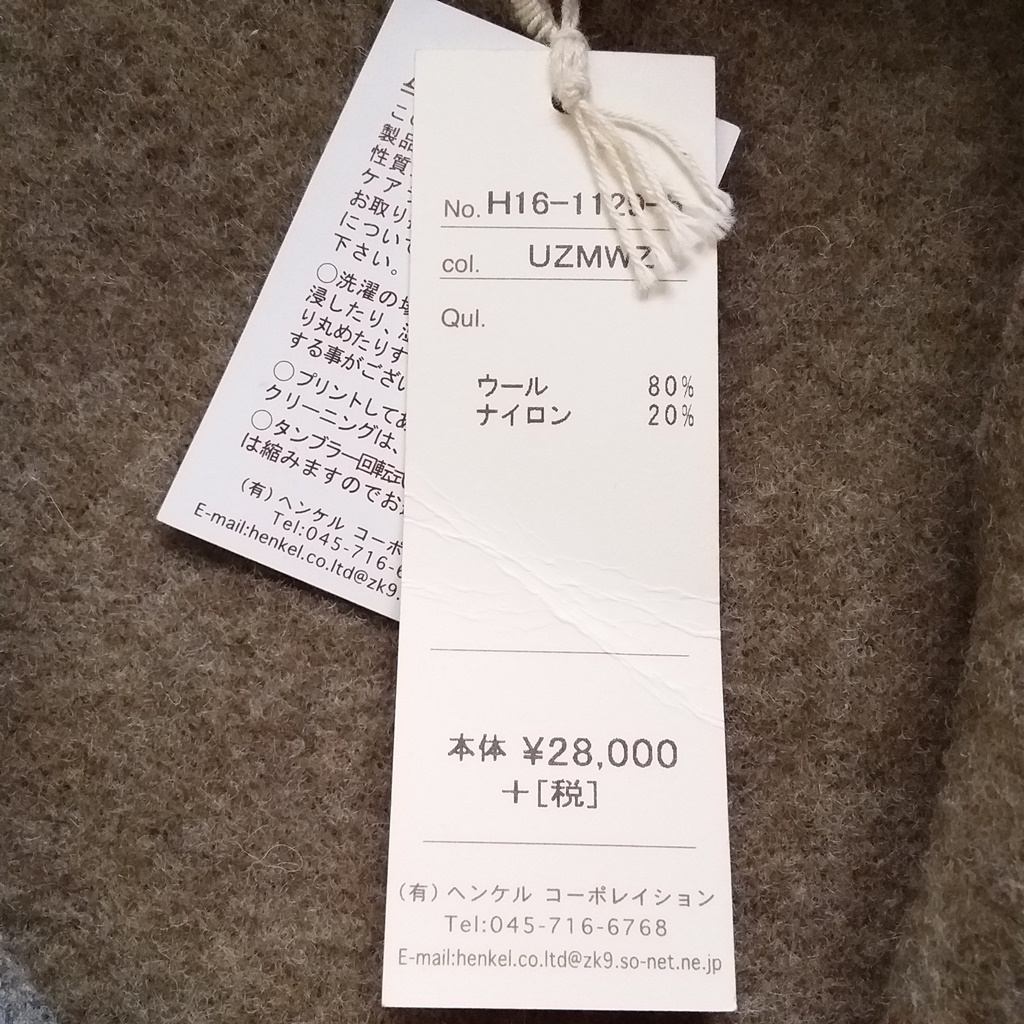 No. H16-1129-
col. UZMWZ
Qul.
ウール 80%
ナイロン 20%
本体 ¥28,000
+[税]
(有)ヘンケル コーポレイション
Tel:045-716-6768
E-mail:henkel.co.ltd@zk9.so-net.ne.jp
この
製品
性質
ケア
お取り
について
下さい。
○洗濯の
浸したり、
り丸めたりす
する事がござい
○プリントしてあ
クリーニングは、
○タンブラー回転式
は縮みますのでお
(有)ヘンケル コーポ
Tel:045-716-6
E-mail:henkel.co.ltd@zk9.